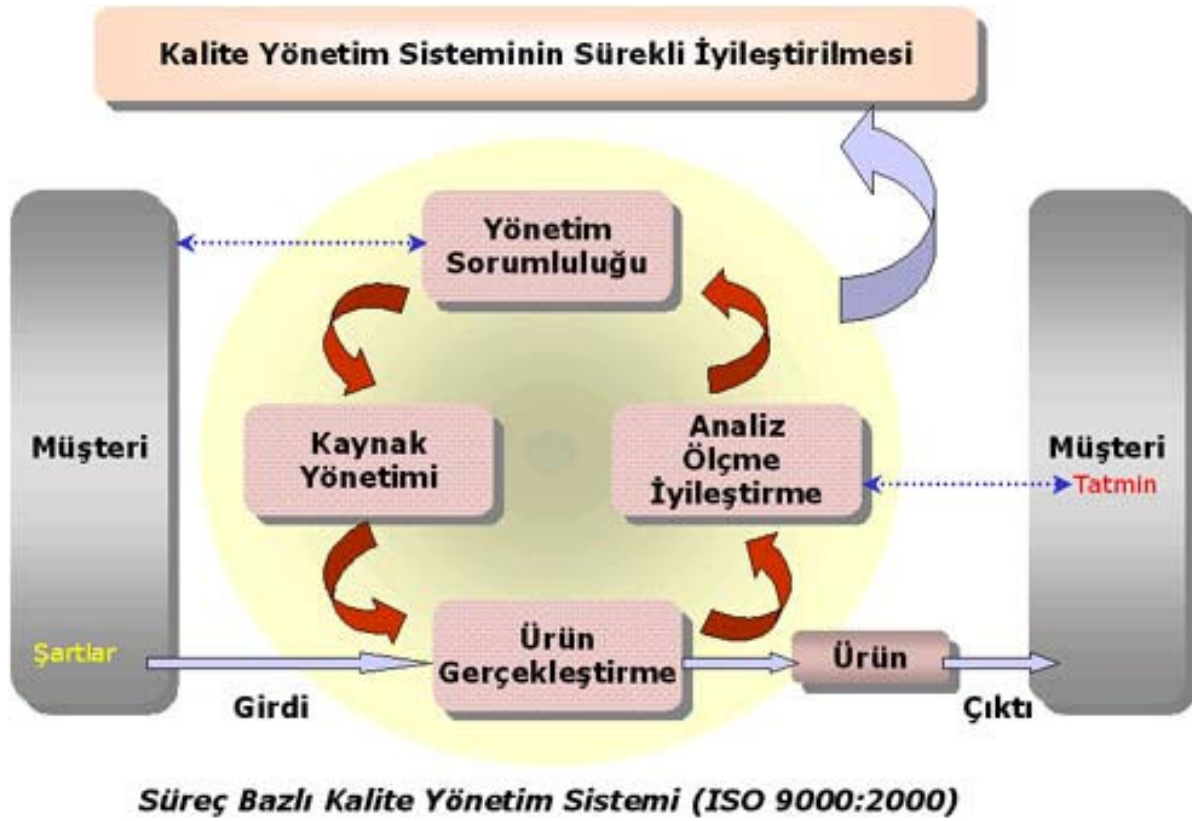 Kalite Yönetim Sisteminin Sürekli İyileştirilmesi
Yönetim
Sorumluluğu
Müşteri
Kaynak
Yönetimi
Analiz
Ölçme
İyileştirme
Müşteri
Tatmin
Şartlar
Girdi
Ürün
Gerçekleştirme
Ürün
Çıktı
Süreç Bazlı Kalite Yönetim Sistemi (ISO 9000:2000)